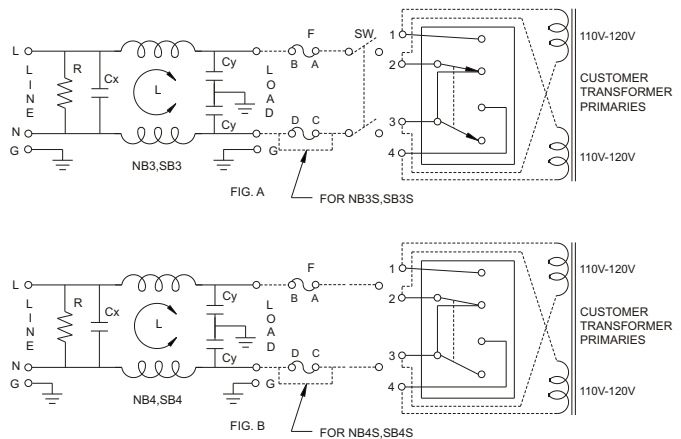 F
SW
1
110V-120V
L
L
I
N
E
R
Cx
L
Cy
Cy
L
O
A
D
B A
2
CUSTOMER
TRANSFORMER
PRIMARIES
D C
3
N
G
G
4
110V-120V
NB3,SB3
FIG. A
FOR NB3S,SB3S
F
1
110V-120V
L
L
I
N
E
R
Cx
L
Cy
Cy
L
O
A
D
B A
2
CUSTOMER
TRANSFORMER
PRIMARIES
D C
3
N
G
G
4
110V-120V
NB4,SB4
FIG. B
FOR NB4S,SB4S